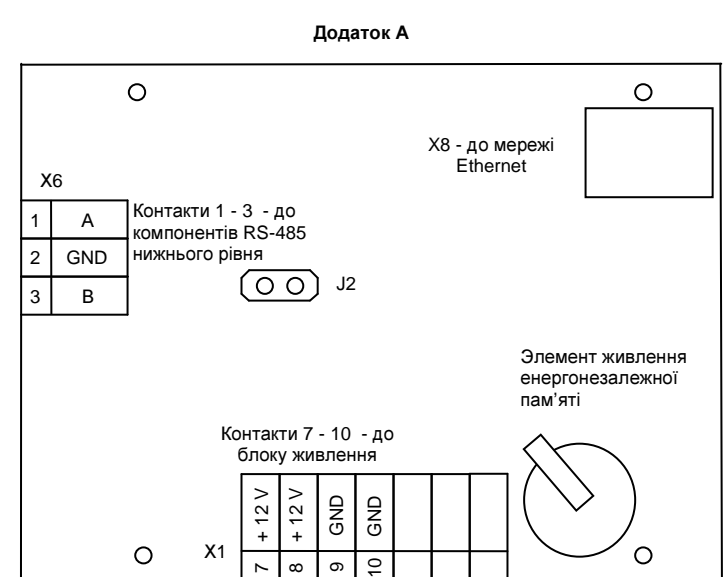 Додаток А
X8 - до мережі
Ethernet
X6
Контакти 1 - 3 - до
компонентів RS-485
нижнього рівня
1 A
2 GND
3 B
J2
Элемент живлення
енергонезалежної
пам’яті
Контакти 7 - 10 - до
блоку живлення
+ 12 V
+ 12 V
GND
GND
X1
7
8
9
10